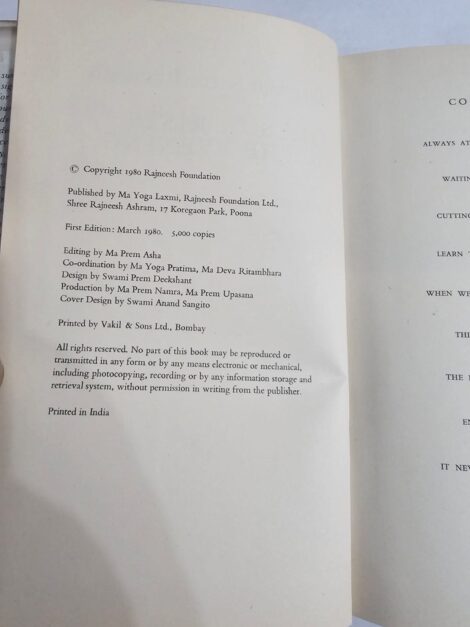 © Copyright 1980 Rajneesh Foundation
Published by Ma Yoga Laxmi, Rajneesh Foundation Ltd.,
Shree Rajneesh Ashram, 17 Koregaon Park, Poona
First Edition: March 1980. 5,000 copies
Editing by Ma Prem Asha
Co-ordination by Ma Yoga Pratima, Ma Deva Ritambhara
Design by Swami Prem Deekshant
Production by Ma Prem Namra, Ma Prem Upasana
Cover Design by Swami Anand Sangito
Printed by Vakil & Sons Ltd., Bombay
All rights reserved. No part of this book may be reproduced or
transmitted in any form or by any means electronic or mechanical,
including photocopying, recording or by any information storage and
retrieval system, without permission in writing from the publisher.
Printed in India
CO
ALWAYS AT
WAITIN
CUTTING
LEARN
WHEN WE
THE
IT NEV